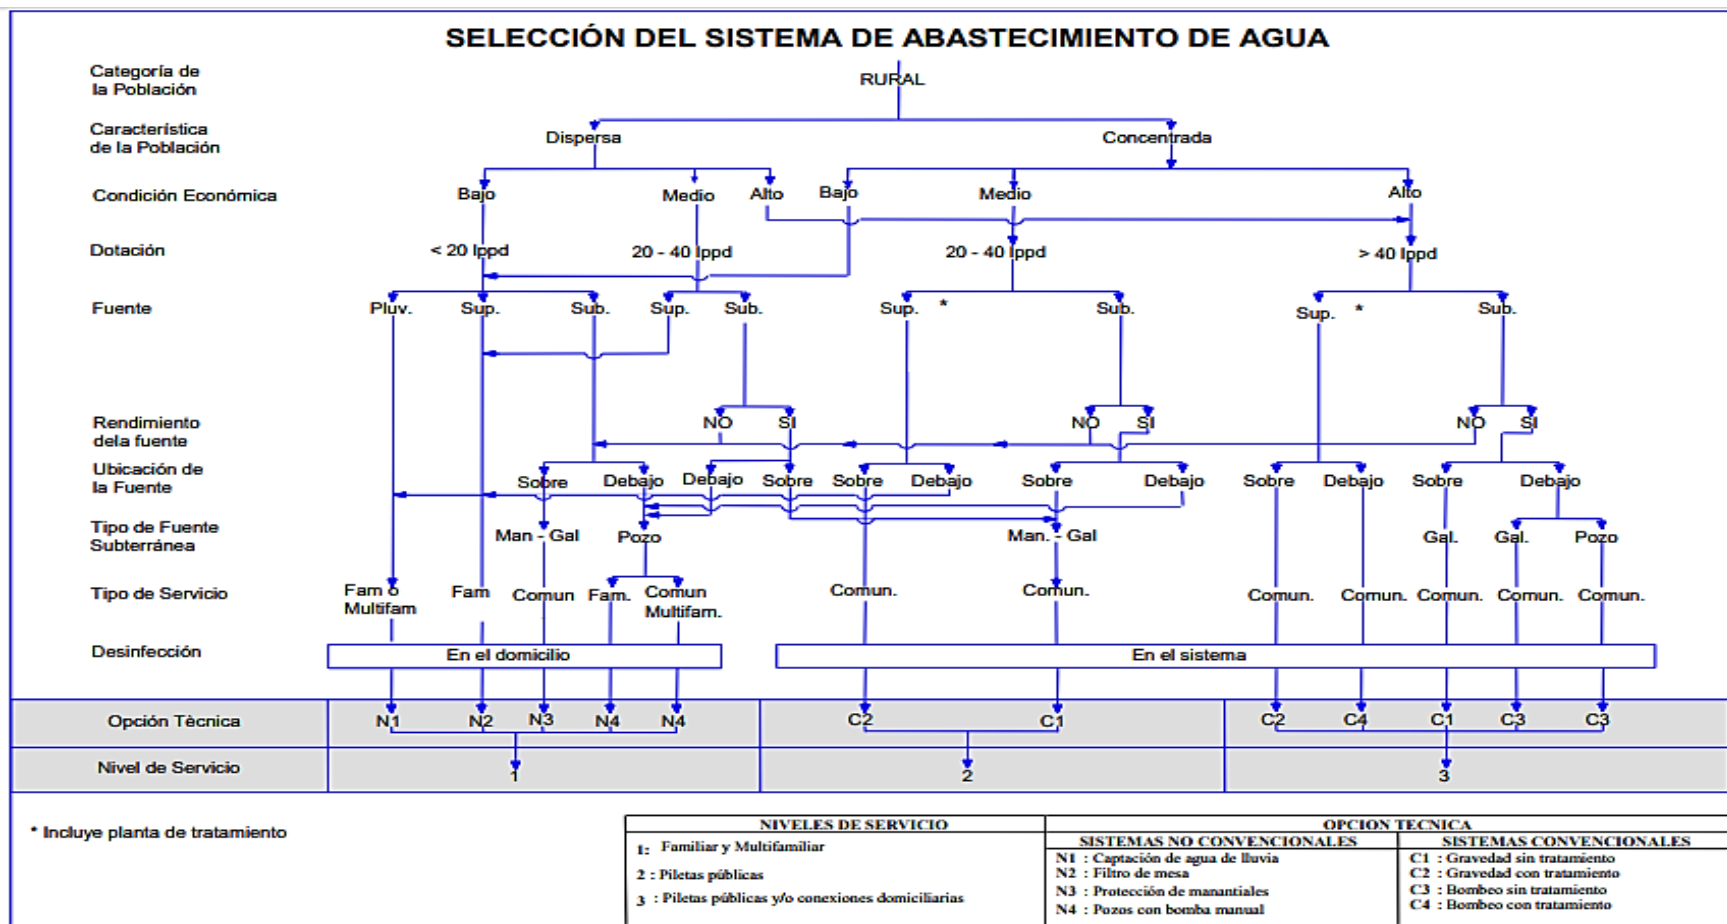 SELECCIÓN DEL SISTEMA DE ABASTECIMIENTO DE AGUA
Categoría de
la Población
RURAL
Característica
de la Población
Dispersa
Concentrada
Condición Económica
Bajo
Medio
Alto
Bajo
Medio
Alto
Dotación
< 20 lppd
20 - 40 lppd
20 - 40 lppd
> 40 lppd
Fuente
Pluv.
Sup.
Sub.
Sup.
Sub.
Sup. *
Sub.
Sup. *
Sub.
Rendimiento
dela fuente
NO
SI
NO
SI
NO
SI
Ubicación de
la Fuente
Sobre
Debajo
Debajo
Sobre
Sobre
Debajo
Sobre
Debajo
Sobre
Debajo
Sobre
Debajo
Tipo de Fuente
Subterránea
Man - Gal
Pozo
Man. - Gal
Gal.
Gal.
Pozo
Tipo de Servicio
Fam ò
Multifam
Fam
Comun
Fam.
Comun
Multifam.
Comun.
Comun.
Comun.
Comun.
Comun.
Comun.
Comun.
Desinfección
En el domicilio
En el sistema
Opción Tècnica
N1
N2
N3
N4
N4
C2
C1
C2
C4
C1
C3
C3
Nivel de Servicio
1
2
3
* Incluye planta de tratamiento
NIVELES DE SERVICIO
1: Familiar y Multifamiliar
2 : Piletas públicas
3 : Piletas públicas y/o conexiones domiciliarias
OPCION TECNICA
SISTEMAS NO CONVENCIONALES
N1 : Captación de agua de lluvia
N2 : Filtro de mesa
N3 : Protección de manantiales
N4 : Pozos con bomba manual
SISTEMAS CONVENCIONALES
C1 : Gravedad sin tratamiento
C2 : Gravedad con tratamiento
C3 : Bombeo sin tratamiento
C4 : Bombeo con tratamiento